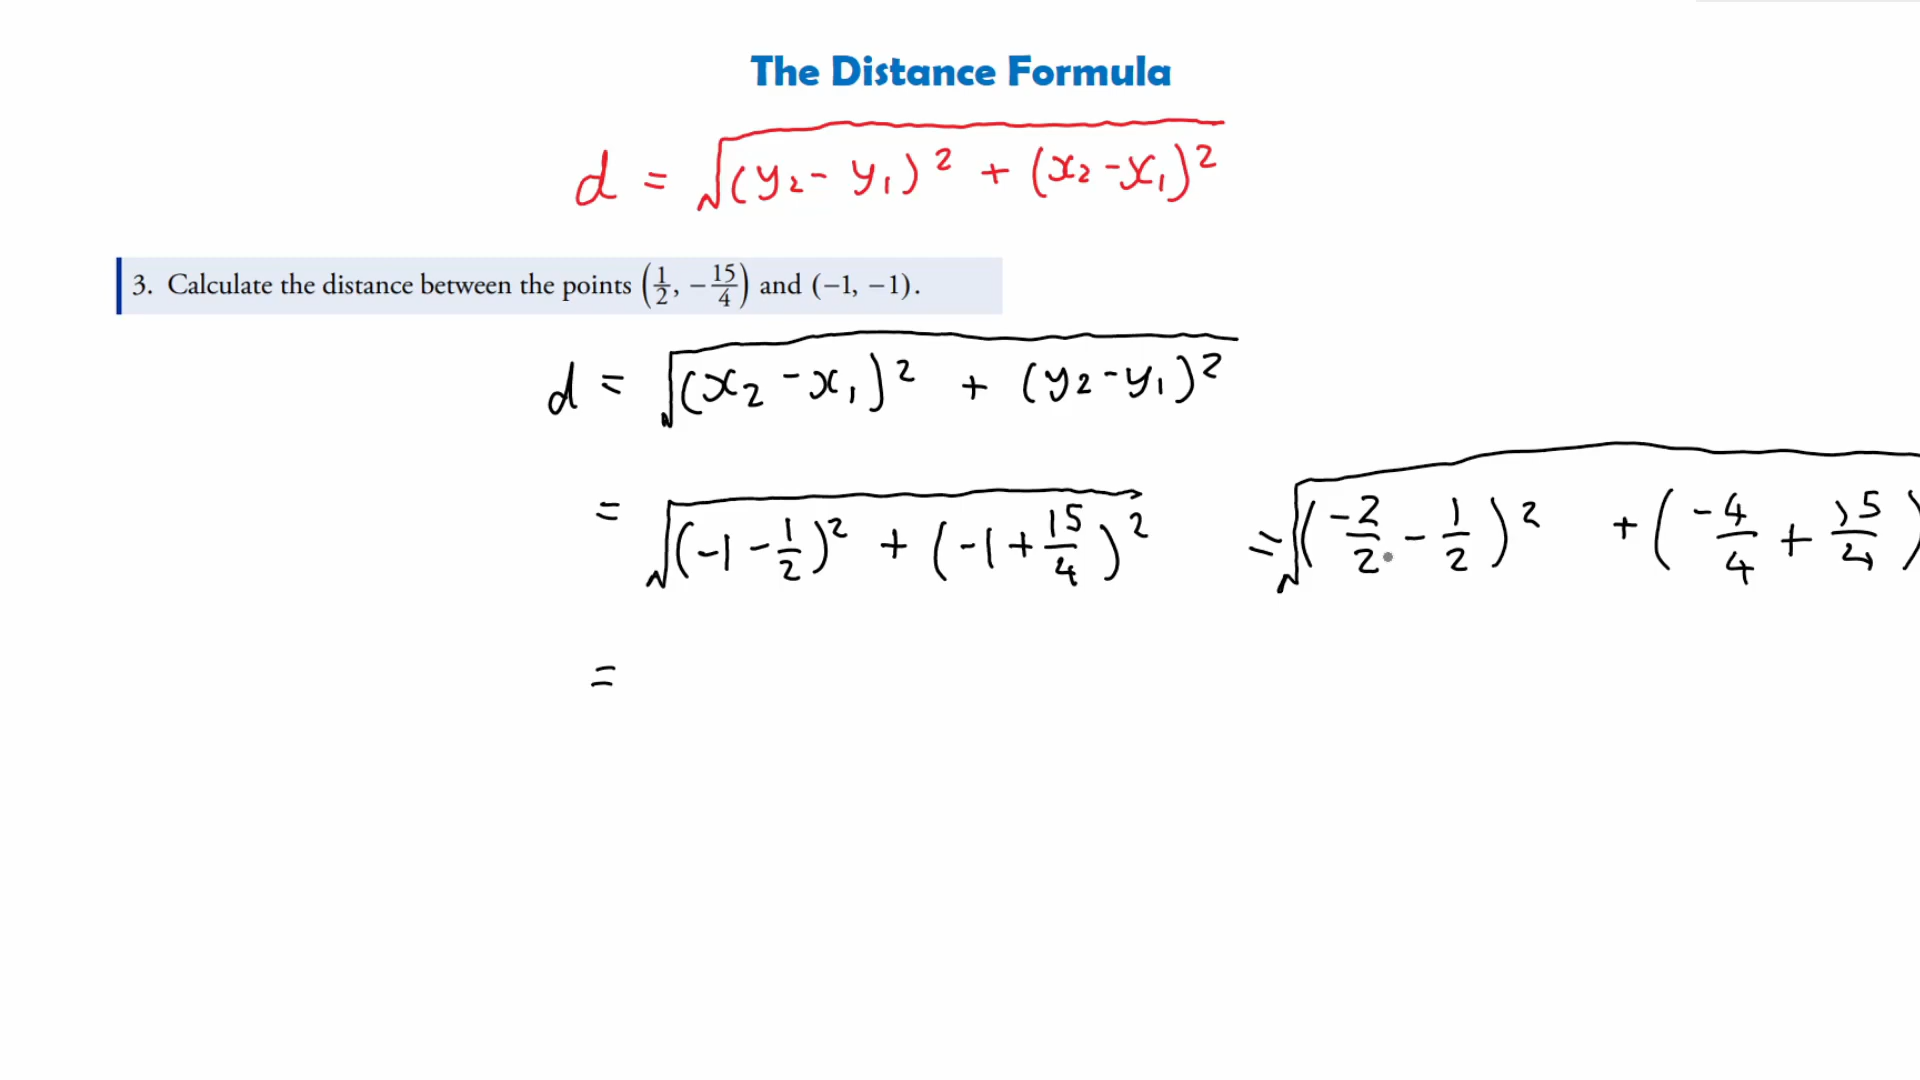 The Distance Formula
d = √(y₂ - y₁)² + (x₂ - x₁)²
3. Calculate the distance between the points (1/2, −15/4) and (−1, −1).
d = √(x₂ - x₁)² + (y₂ - y₁)²
= √(-1 - 1/2)² + (-1 + 15/4)² = √(-2/2 - 1/2)² + (-4/4 + 15/4)
=